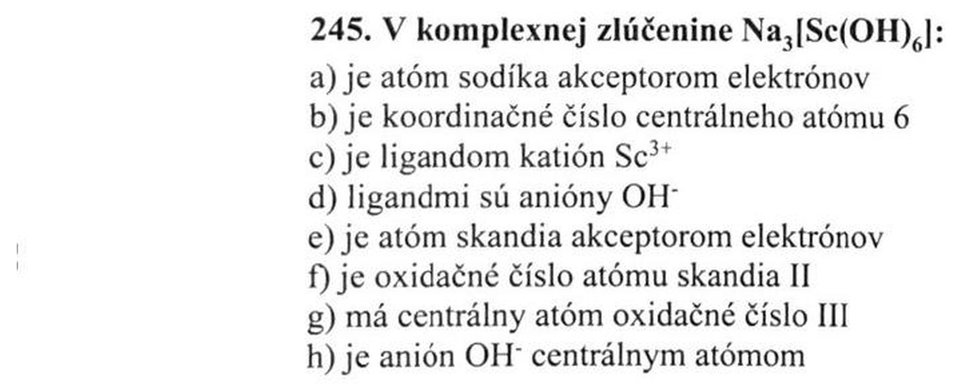 245. V komplexnej zlúčenine Na₃[Sc(OH)₆]:
a) je atóm sodíka akceptorom elektrónov
b) je koordinačné číslo centrálneho atómu 6
c) je ligandom katión Sc³⁺
d) ligandmi sú anióny OH⁻
e) je atóm skandia akceptorom elektrónov
f) je oxidačné číslo atómu skandia II
g) má centrálny atóm oxidačné číslo III
h) je anión OH⁻ centrálnym atómom